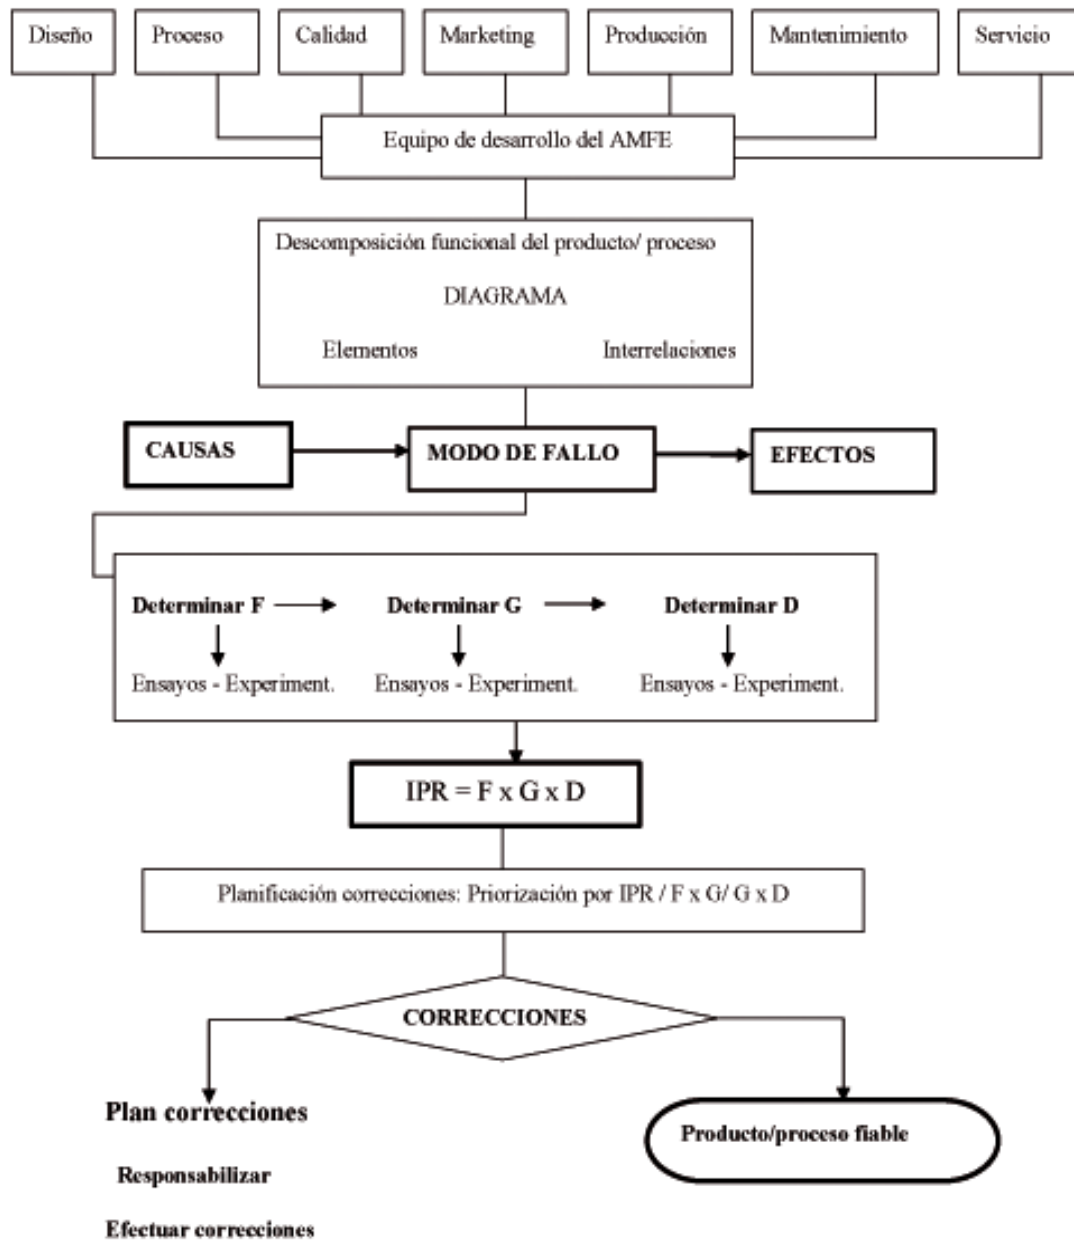 Diseño
Proceso
Calidad
Marketing
Producción
Mantenimiento
Servicio
Equipo de desarrollo del AMFE
Descomposición funcional del producto/ proceso
DIAGRAMA
Elementos
Interrelaciones
CAUSAS
MODO DE FALLO
EFECTOS
Determinar F
Determinar G
Determinar D
Ensayos - Experiment.
Ensayos - Experiment.
Ensayos - Experiment.
IPR = F x G x D
Planificación correcciones: Priorización por IPR / F x G/ G x D
CORRECCIONES
Plan correcciones
Producto/proceso fiable
Responsabilizar
Efectuar correcciones